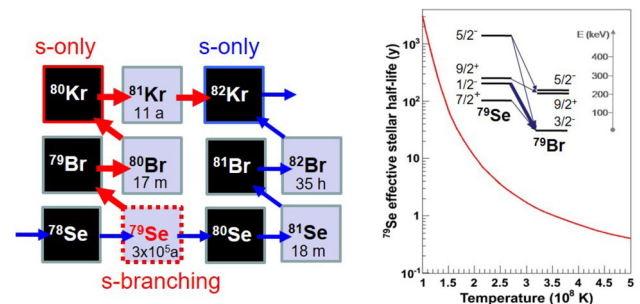 s-only s-only
⁸⁰Kr ⁸¹Kr 11 a ⁸²Kr
⁷⁹Br ⁸⁰Br 17 m ⁸¹Br ⁸²Br 35 h
⁷⁸Se ⁷⁹Se 3x10⁵a ⁸⁰Se ⁸¹Se 18 m
s-branching
⁷⁹Se effective stellar half-life (y)
10³
10²
10
1
10⁻¹
1 1.5 2 2.5 3 3.5 4 4.5 5
Temperature (10⁸ K)
5/2⁻
9/2⁺
1/2⁻
7/2⁺
⁷⁹Se
5/2⁻
9/2⁺
3/2⁻
⁷⁹Br
E (keV)
400
300
200
100
0